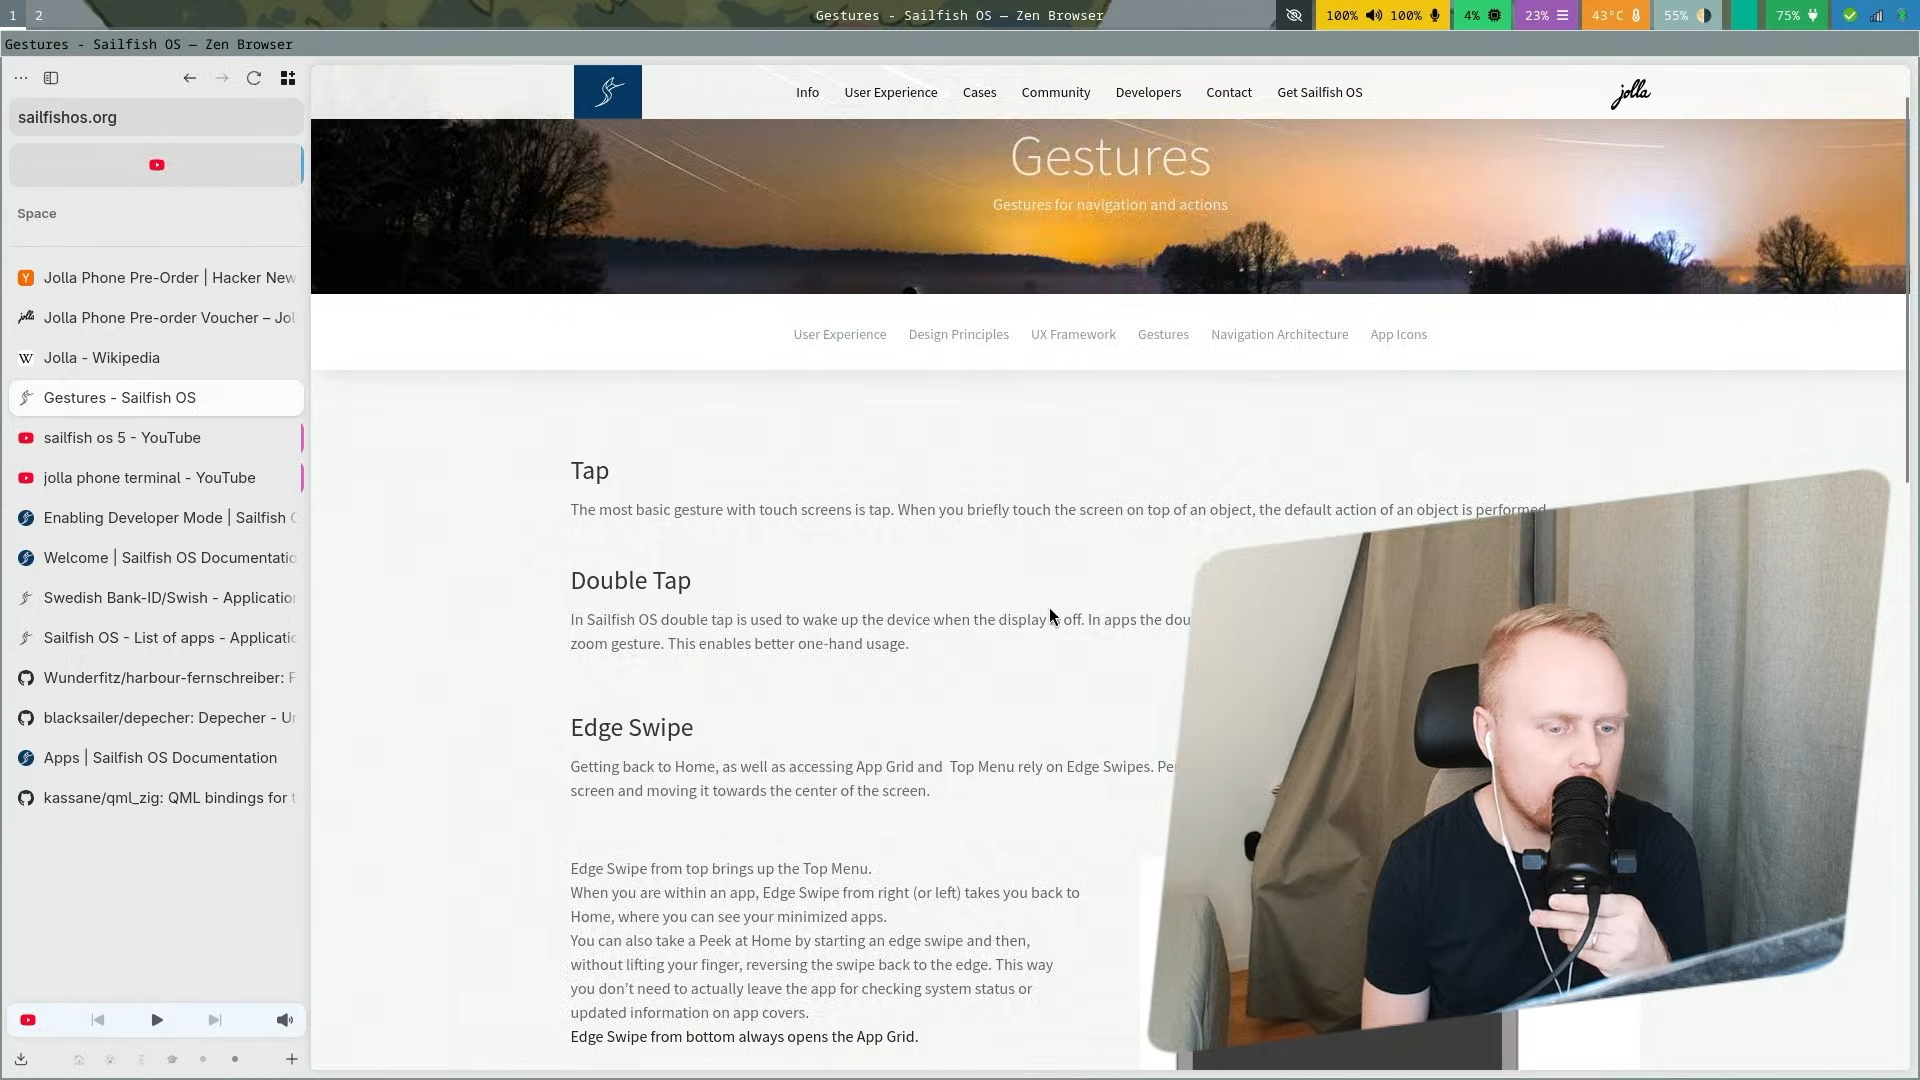 1 2
Gestures - Sailfish OS — Zen Browser
100% 100% 4% 23% 43°C 55% 75%
Gestures - Sailfish OS — Zen Browser
sailfishos.org
Space
Jolla Phone Pre-Order | Hacker New
Jolla Phone Pre-order Voucher – Jol
Jolla - Wikipedia
Gestures - Sailfish OS
sailfish os 5 - YouTube
jolla phone terminal - YouTube
Enabling Developer Mode | Sailfish
Welcome | Sailfish OS Documentatio
Swedish Bank-ID/Swish - Application
Sailfish OS - List of apps - Applicatio
Wunderfitz/harbour-fernschreiber: F
blacksailer/depecher: Depecher - Un
Apps | Sailfish OS Documentation
kassane/qml_zig: QML bindings for
Info User Experience Cases Community Developers Contact Get Sailfish OS
jolla
Gestures
Gestures for navigation and actions
User Experience Design Principles UX Framework Gestures Navigation Architecture App Icons
Tap
The most basic gesture with touch screens is tap. When you briefly touch the screen on top of an object, the default action of an object is performed.
Double Tap
In Sailfish OS double tap is used to wake up the device when the display off. In apps the dou
zoom gesture. This enables better one-hand usage.
Edge Swipe
Getting back to Home, as well as accessing App Grid and Top Menu rely on Edge Swipes. Pe
screen and moving it towards the center of the screen.
Edge Swipe from top brings up the Top Menu.
When you are within an app, Edge Swipe from right (or left) takes you back to
Home, where you can see your minimized apps.
You can also take a Peek at Home by starting an edge swipe and then,
without lifting your finger, reversing the swipe back to the edge. This way
you don't need to actually leave the app for checking system status or
updated information on app covers.
Edge Swipe from bottom always opens the App Grid.